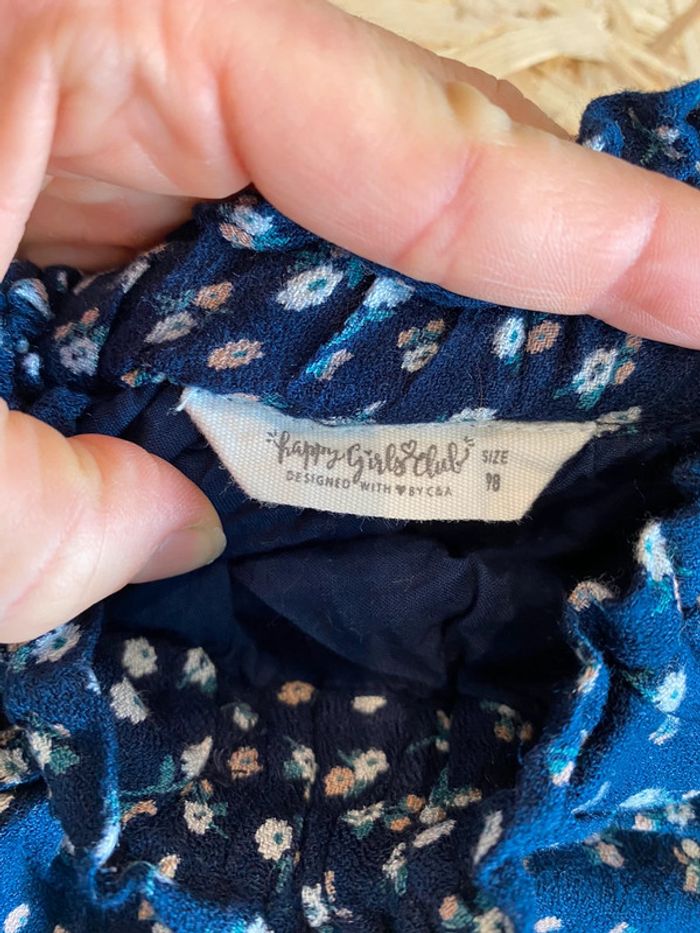 happy Girls Club
DESIGNED WITH ♥ BY C&A
SIZE
98